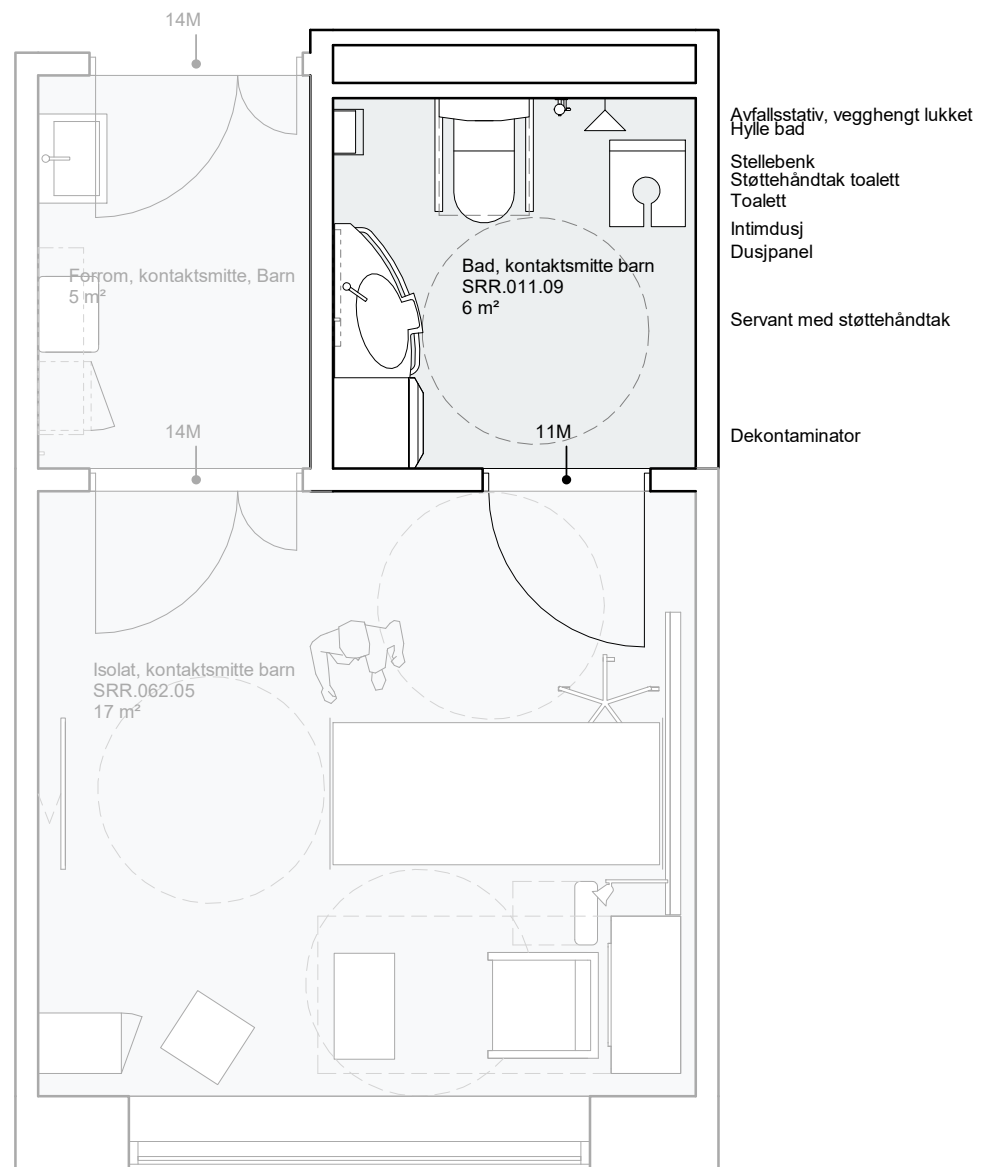 14M
Avfallsstativ, vegghengt lukket
Hylle bad
Stellebenk
Støttehåndtak toalett
Toalett
Intimdusj
Dusjpanel
Bad, kontaktsmitte barn
SRR.011.09
6 m²
Forrom, kontaktsmitte, Barn
5 m²
Servant med støttehåndtak
14M
11M
Dekontaminator
Isolat, kontaktsmitte barn
SRR.062.05
17 m²